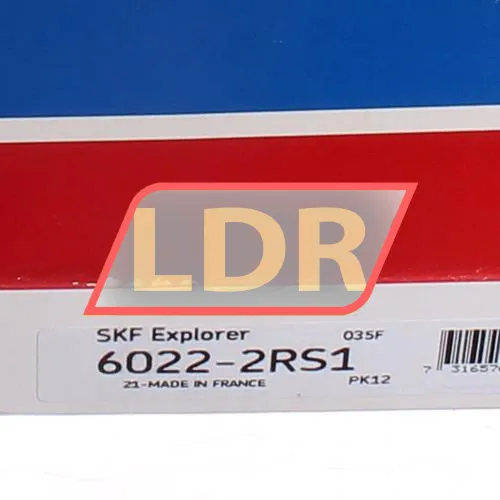 LDR
SKF Explorer
035F
6022-2RS1
21-MADE IN FRANCE
PK12